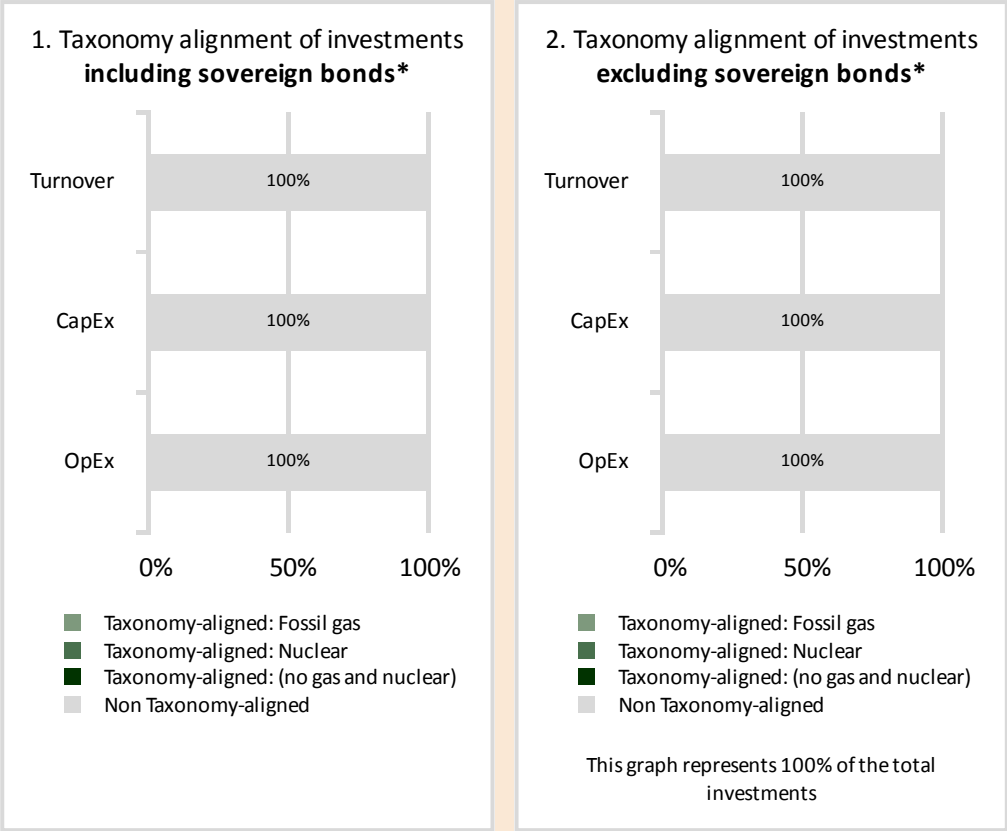 1. Taxonomy alignment of investments
including sovereign bonds*
Turnover
100%
CapEx
100%
OpEx
100%
0% 50% 100%
Taxonomy-aligned: Fossil gas
Taxonomy-aligned: Nuclear
Taxonomy-aligned: (no gas and nuclear)
Non Taxonomy-aligned
2. Taxonomy alignment of investments
excluding sovereign bonds*
Turnover
100%
CapEx
100%
OpEx
100%
0% 50% 100%
Taxonomy-aligned: Fossil gas
Taxonomy-aligned: Nuclear
Taxonomy-aligned: (no gas and nuclear)
Non Taxonomy-aligned
This graph represents 100% of the total
investments